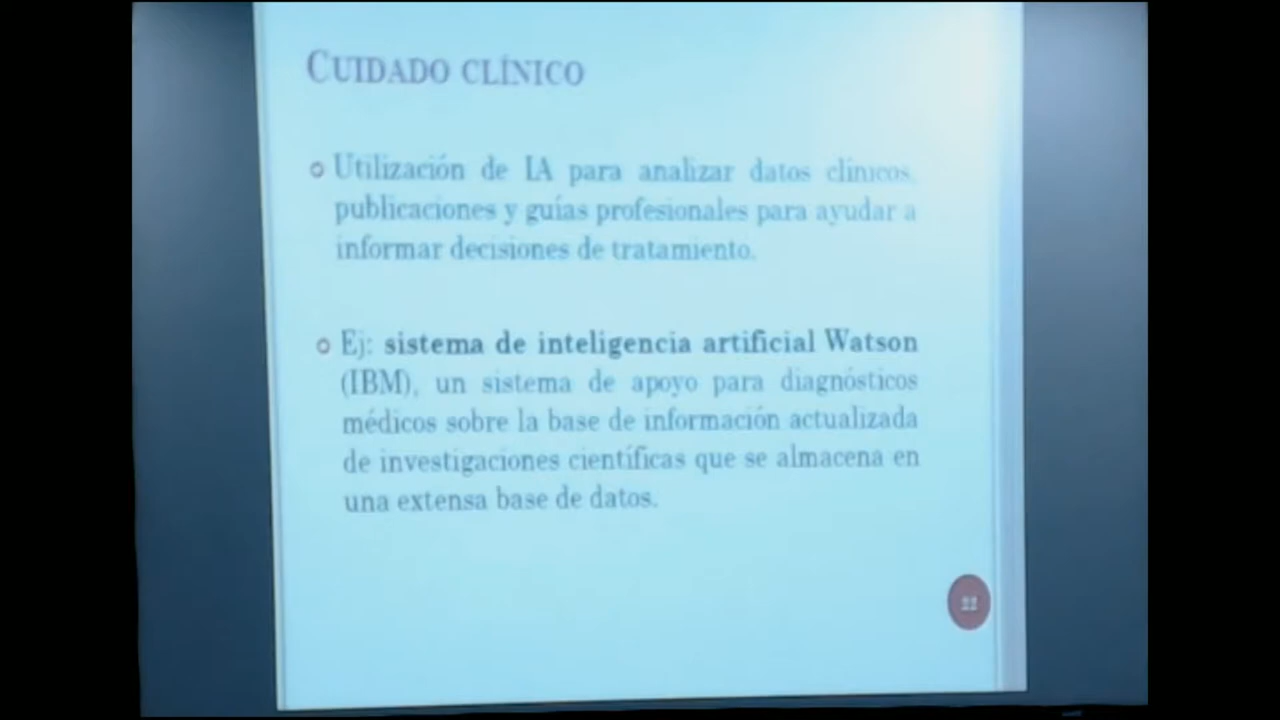 CUIDADO CLÍNICO
Utilización de IA para analizar datos clínicos,
publicaciones y guías profesionales para ayudar a
informar decisiones de tratamiento.
Ej: sistema de inteligencia artificial Watson
(IBM), un sistema de apoyo para diagnósticos
médicos sobre la base de información actualizada
de investigaciones científicas que se almacena en
una extensa base de datos.
22